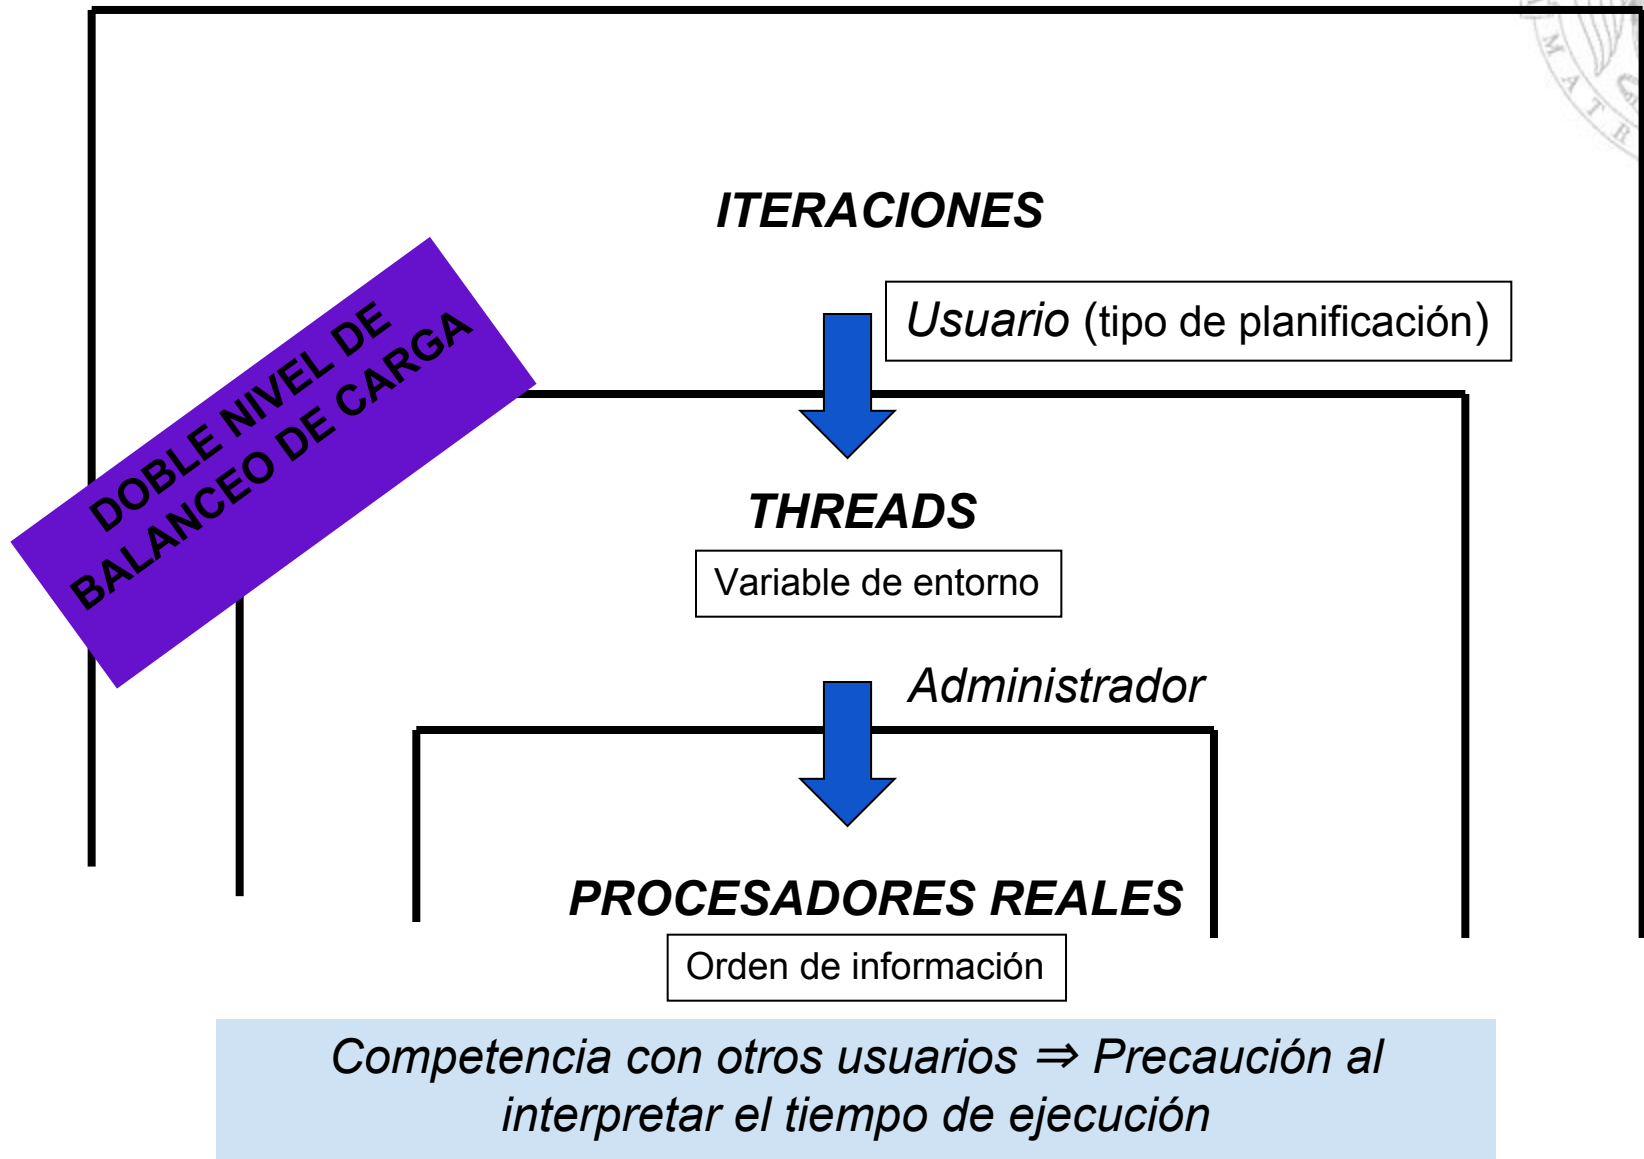 ITERACIONES
Usuario (tipo de planificación)
DOBLE NIVEL DE
BALANCEO DE CARGA
THREADS
Variable de entorno
Administrador
PROCESADORES REALES
Orden de información
Competencia con otros usuarios ⇒ Precaución al
interpretar el tiempo de ejecución